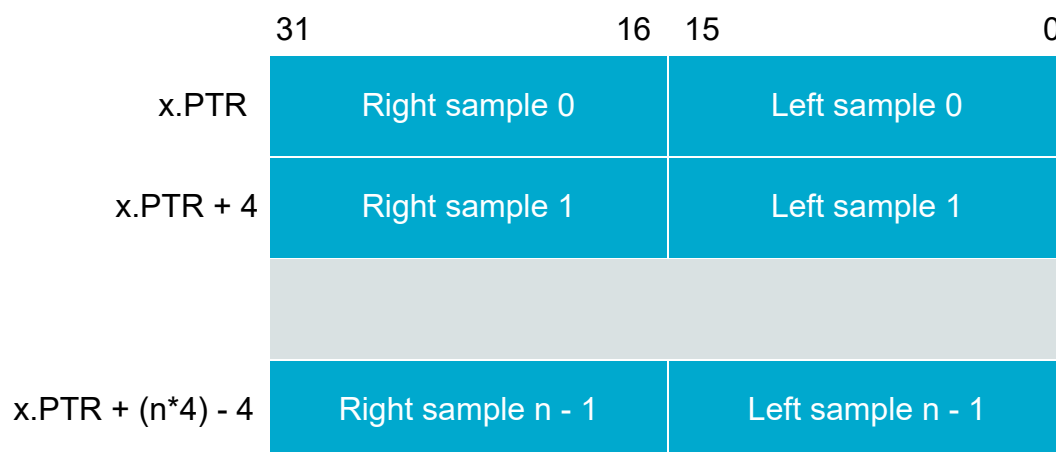 31 16 15 0
x.PTR Right sample 0 Left sample 0
x.PTR + 4 Right sample 1 Left sample 1
x.PTR + (n*4) - 4 Right sample n - 1 Left sample n - 1